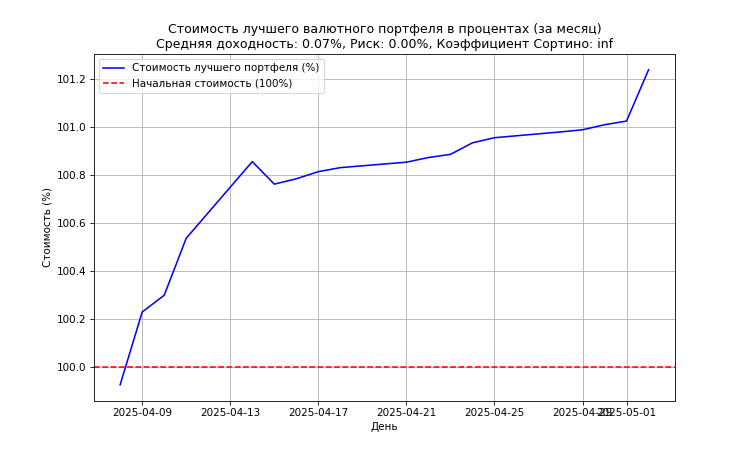 Стоимость лучшего валютного портфеля в процентах (за месяц)
Средняя доходность: 0.07%, Риск: 0.00%, Коэффициент Сортино: inf
Стоимость лучшего портфеля (%)
Начальная стоимость (100%)
Стоимость (%)
101.2
101.0
100.8
100.6
100.4
100.2
100.0
2025-04-09
2025-04-13
2025-04-17
2025-04-21
2025-04-25
2025-04-29
2025-05-01
День